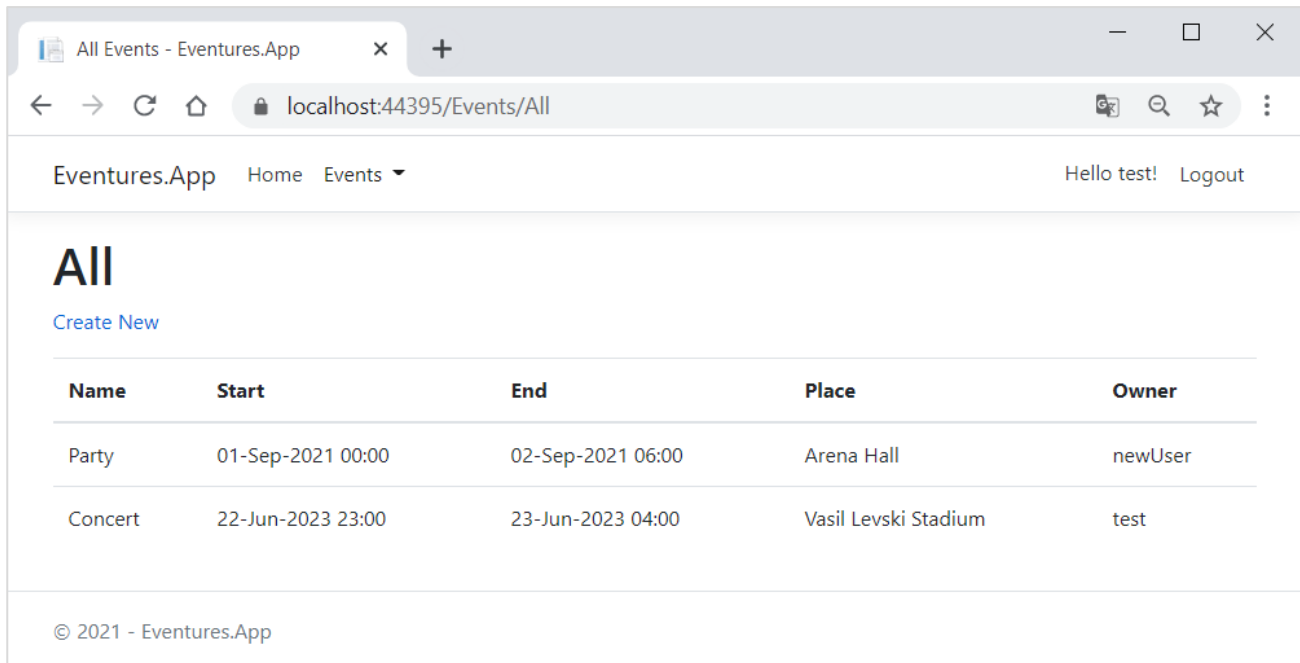 All Events - Eventures.App
localhost:44395/Events/All
Eventures.App Home Events Hello test! Logout
All
Create New
Name Start End Place Owner
Party 01-Sep-2021 00:00 02-Sep-2021 06:00 Arena Hall newUser
Concert 22-Jun-2023 23:00 23-Jun-2023 04:00 Vasil Levski Stadium test
© 2021 - Eventures.App